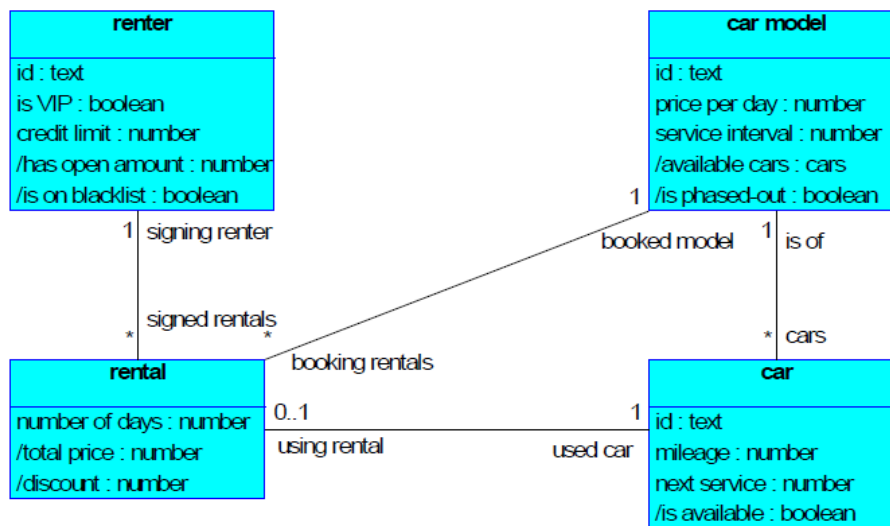 renter
id : text
is VIP : boolean
credit limit : number
/has open amount : number
/is on blacklist : boolean
car model
id : text
price per day : number
service interval : number
/available cars : cars
/is phased-out : boolean
1
signing renter
1
booked model
1
is of
*
signed rentals
*
booking rentals
*
cars
rental
number of days : number
/total price : number
/discount : number
0..1
using rental
1
used car
car
id : text
mileage : number
next service : number
/is available : boolean